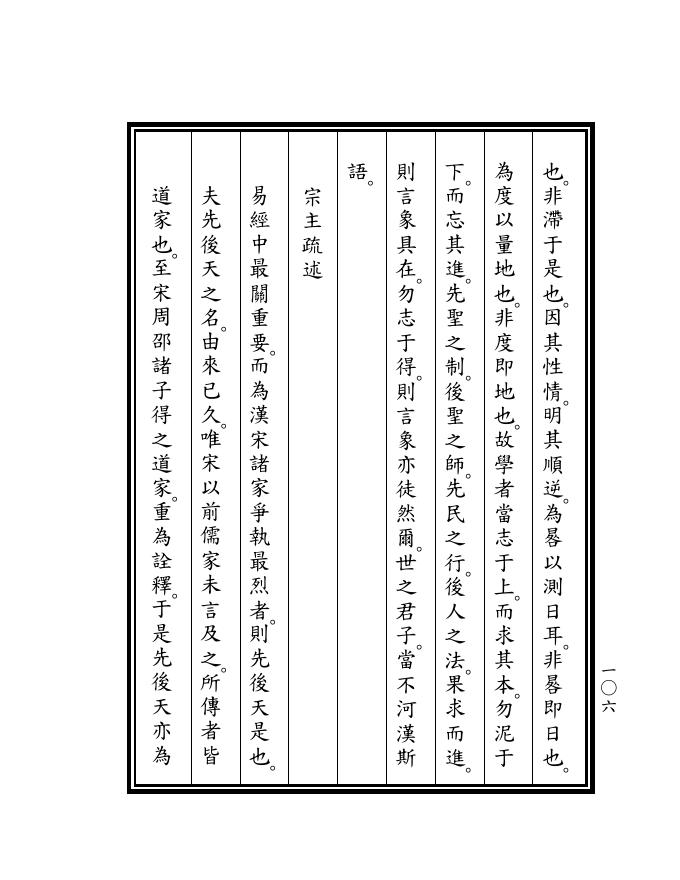 也。非滯于是也。因其性情。明其順逆。為晷以測日耳。非晷即日也。
為度以量地也。非度即地也。故學者當志于上。而求其本。勿泥于
下。而忘其進。先聖之制。後聖之師。先民之行。後人之法。果求而進。
則言象具在。勿志于得。則言象亦徒然爾。世之君子。當不河漢斯
語。
宗主疏述
易經中最關重要。而為漢宋諸家爭執最烈者。則先後天是也。
夫先後天之名。由來已久。唯宋以前儒家未言及之。所傳者皆
道家也。至宋周邵諸子得之道家。重為詮釋。于是先後天亦為
一〇六